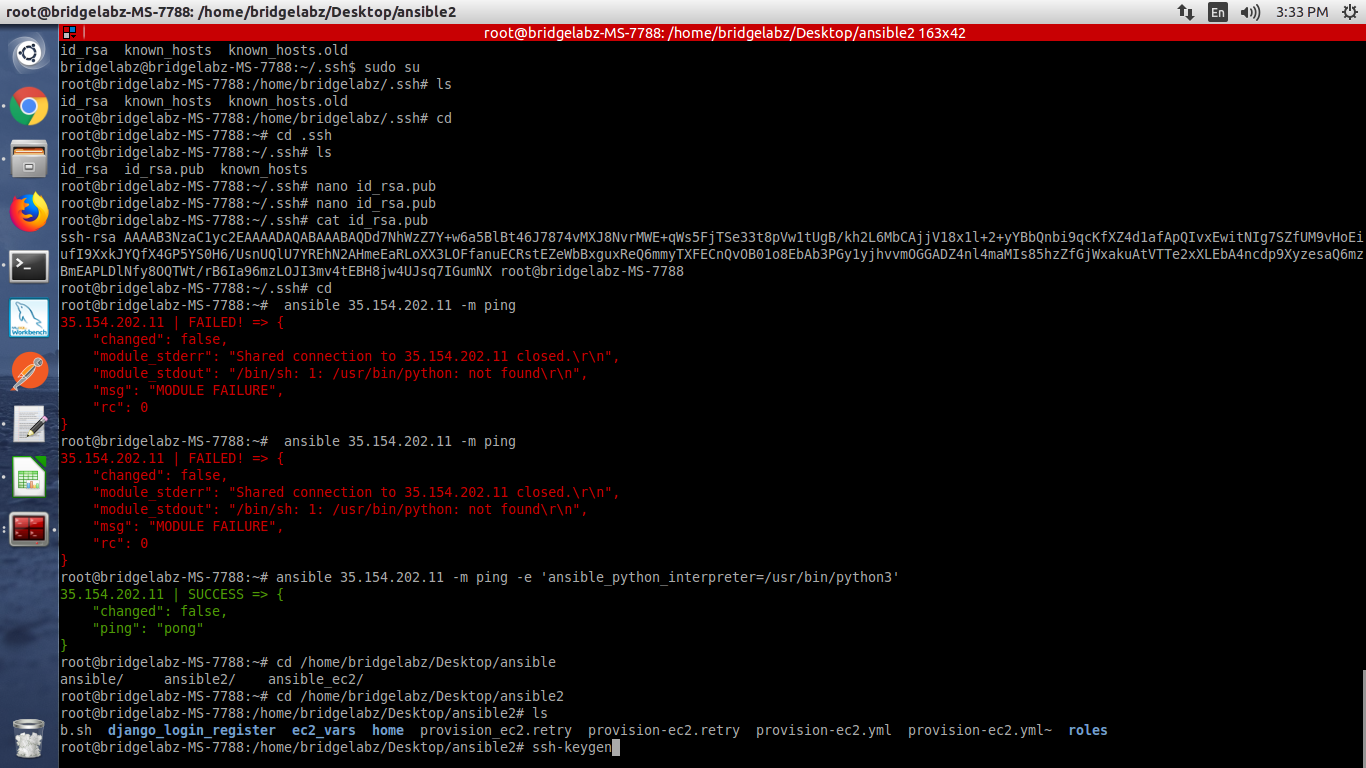 root@bridgelabz-MS-7788: /home/bridgelabz/Desktop/ansible2
En
3:33 PM
root@bridgelabz-MS-7788: /home/bridgelabz/Desktop/ansible2 163x42
id_rsa  known_hosts  known_hosts.old
bridgelabz@bridgelabz-MS-7788:~/.ssh$ sudo su
root@bridgelabz-MS-7788:/home/bridgelabz/.ssh# ls
id_rsa  known_hosts  known_hosts.old
root@bridgelabz-MS-7788:/home/bridgelabz/.ssh# cd
root@bridgelabz-MS-7788:~# cd .ssh
root@bridgelabz-MS-7788:~/.ssh# ls
id_rsa  id_rsa.pub  known_hosts
root@bridgelabz-MS-7788:~/.ssh# nano id_rsa.pub
root@bridgelabz-MS-7788:~/.ssh# nano id_rsa.pub
root@bridgelabz-MS-7788:~/.ssh# cat id_rsa.pub
ssh-rsa AAAAB3NzaC1yc2EAAAADAQABAAABAQDd7NhWzZ7Y+w6a5BlBt46J7874vMXJ8NvrMWE+qWs5FjTSe33t8pVw1tUgB/kh2L6MbCAjjV18x1l+2+yYBbQnbi9qcKfXZ4d1afApQIvxEwitNIg7SZfUM9vHoEi
ufI9XxkJYQfX4GP5YS0H6/UsnUQlU7YREhN2AHmeEaRLoXX3LOFfanuECRstEZeWbBxguxReQ6mmyTXFECnQvOB01o8EbAb3PGy1yjhvvmOGGADZ4nl4maMIs85hzZfGjWxakuAtVTTe2xXLEbA4ncdp9XyzesaQ6mz
BmEAPLDlNfy8OQTWt/rB6Ia96mzLOJI3mv4tEBH8jw4UJsq7IGumNX root@bridgelabz-MS-7788
root@bridgelabz-MS-7788:~/.ssh# cd
root@bridgelabz-MS-7788:~#  ansible 35.154.202.11 -m ping
35.154.202.11 | FAILED! => {
    "changed": false,
    "module_stderr": "Shared connection to 35.154.202.11 closed.\r\n",
    "module_stdout": "/bin/sh: 1: /usr/bin/python: not found\r\n",
    "msg": "MODULE FAILURE",
    "rc": 0
}
root@bridgelabz-MS-7788:~#  ansible 35.154.202.11 -m ping
35.154.202.11 | FAILED! => {
    "changed": false,
    "module_stderr": "Shared connection to 35.154.202.11 closed.\r\n",
    "module_stdout": "/bin/sh: 1: /usr/bin/python: not found\r\n",
    "msg": "MODULE FAILURE",
    "rc": 0
}
root@bridgelabz-MS-7788:~# ansible 35.154.202.11 -m ping -e 'ansible_python_interpreter=/usr/bin/python3'
35.154.202.11 | SUCCESS => {
    "changed": false,
    "ping": "pong"
}
root@bridgelabz-MS-7788:~# cd /home/bridgelabz/Desktop/ansible
ansible/     ansible2/    ansible_ec2/
root@bridgelabz-MS-7788:~# cd /home/bridgelabz/Desktop/ansible2
root@bridgelabz-MS-7788:/home/bridgelabz/Desktop/ansible2# ls
b.sh  django_login_register  ec2_vars  home  provision_ec2.retry  provision-ec2.retry  provision-ec2.yml  provision-ec2.yml~  roles
root@bridgelabz-MS-7788:/home/bridgelabz/Desktop/ansible2# ssh-keygen